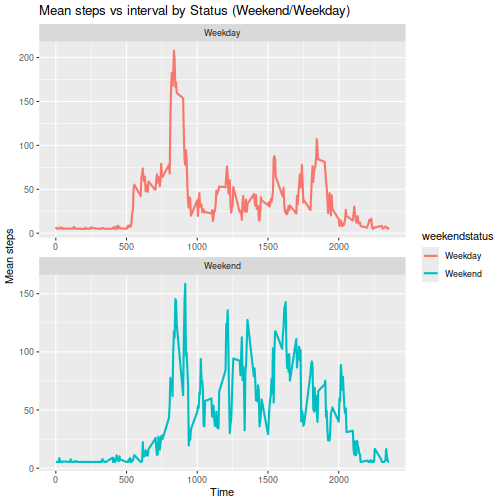 Mean steps vs interval by Status (Weekend/Weekday)
Weekday
200
150
100
50
0
0 500 1000 1500 2000
Weekend
150
100
50
0
0 500 1000 1500 2000
Time
Mean steps
weekendstatus
Weekday
Weekend